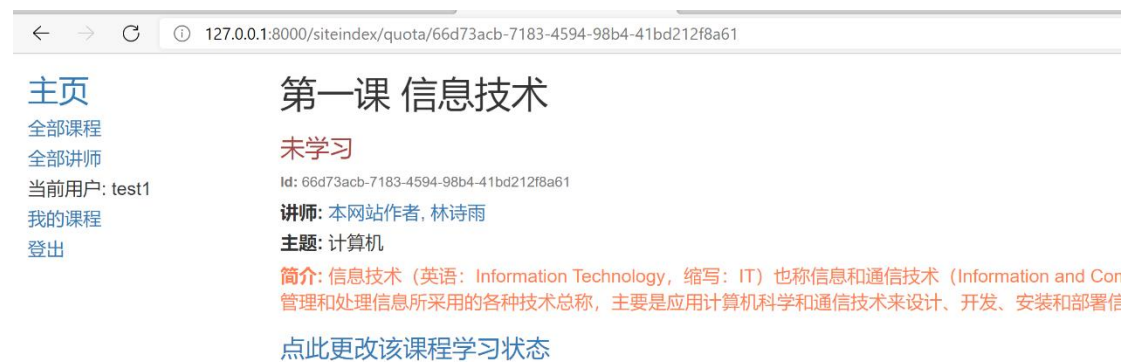 127.0.0.1:8000/siteindex/quota/66d73acb-7183-4594-98b4-41bd212f8a61
主页
全部课程
全部讲师
当前用户: test1
我的课程
登出
第一课 信息技术
未学习
Id: 66d73acb-7183-4594-98b4-41bd212f8a61
讲师: 本网站作者, 林诗雨
主题: 计算机
简介: 信息技术（英语：Information Technology，缩写：IT）也称信息和通信技术（Information and Con
管理和处理信息所采用的各种技术总称，主要是应用计算机科学和通信技术来设计、开发、安装和部署信
点此更改该课程学习状态